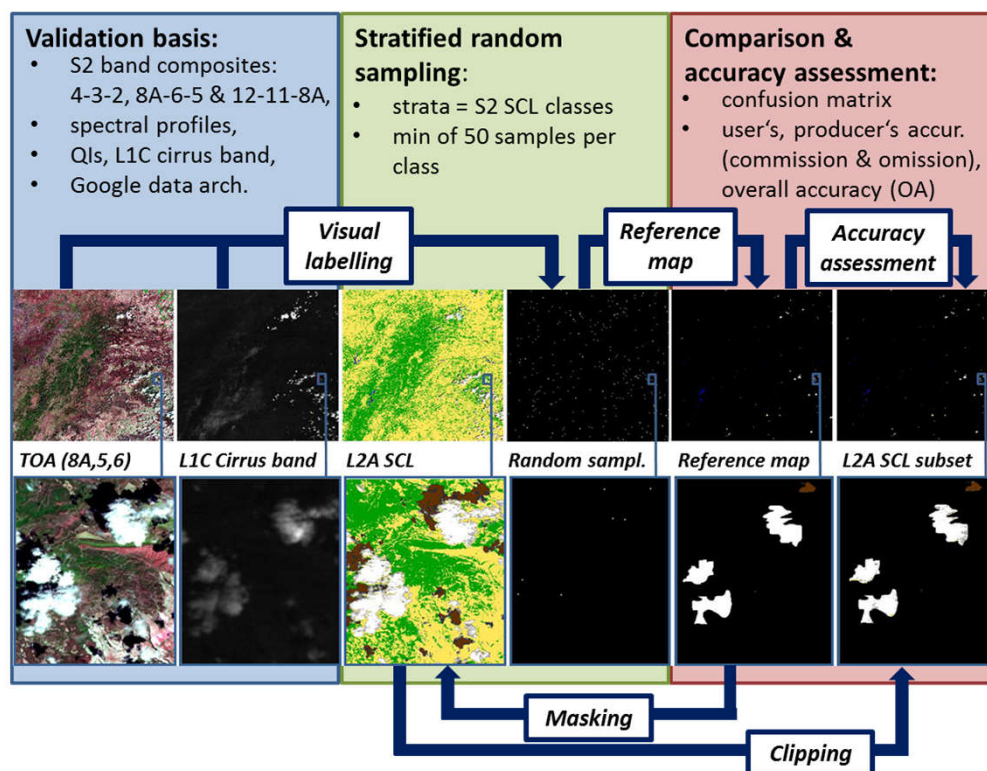 Validation basis:
• S2 band composites:
4-3-2, 8A-6-5 & 12-11-8A,
• spectral profiles,
• QIs, L1C cirrus band,
• Google data arch.
Stratified random
sampling:
• strata = S2 SCL classes
• min of 50 samples per
class
Comparison &
accuracy assessment:
• confusion matrix
• user‘s, producer‘s accur.
(commission & omission),
overall accuracy (OA)
Visual
labelling
Reference
map
Accuracy
assessment
TOA (8A,5,6)
L1C Cirrus band
L2A SCL
Random sampl.
Reference map
L2A SCL subset
Masking
Clipping